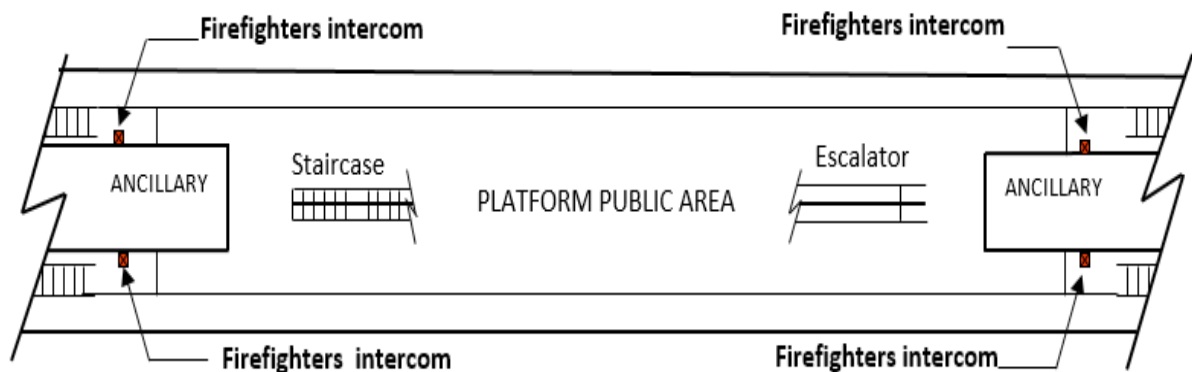 Firefighters intercom
Firefighters intercom
Staircase
Escalator
ANCILLARY
PLATFORM PUBLIC AREA
ANCILLARY
Firefighters intercom
Firefighters intercom